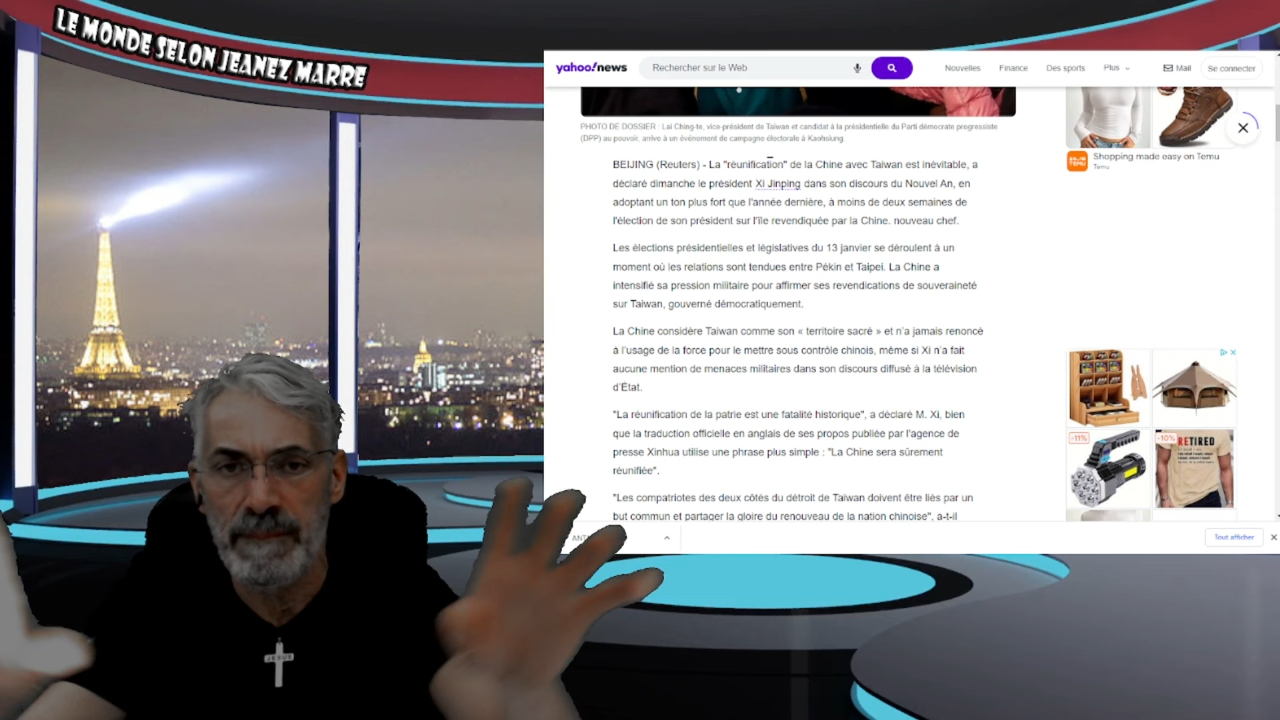 LE MONDE SELON JEANEZ MARRE
yahoo!news
Rechercher sur le Web
Nouvelles
Finance
Des sports
Plus
Mail
Se connecter
PHOTO DE DOSSIER : Lai Ching-te, vice-président de Taiwan et candidat à la présidentielle du Parti démocrate progressiste
(DPP) au pouvoir, arrive à un événement de campagne électorale à Kaohsiung.
BEIJING (Reuters) - La "réunification" de la Chine avec Taiwan est inévitable, a
déclaré dimanche le président Xi Jinping dans son discours du Nouvel An, en
adoptant un ton plus fort que l'année dernière, à moins de deux semaines de
l'élection de son président sur l'île revendiquée par la Chine. nouveau chef.
Les élections présidentielles et législatives du 13 janvier se déroulent à un
moment où les relations sont tendues entre Pékin et Taipei. La Chine a
intensifié sa pression militaire pour affirmer ses revendications de souveraineté
sur Taiwan, gouverné démocratiquement.
La Chine considère Taiwan comme son « territoire sacré » et n'a jamais renoncé
à l'usage de la force pour le mettre sous contrôle chinois, même si Xi n'a fait
aucune mention de menaces militaires dans son discours diffusé à la télévision
d'État.
"La réunification de la patrie est une fatalité historique", a déclaré M. Xi, bien
que la traduction officielle en anglais de ses propos publiée par l'agence de
presse Xinhua utilise une phrase plus simple : "La Chine sera sûrement
réunifiée".
"Les compatriotes des deux côtés du détroit de Taiwan doivent être liés par un
but commun et partager la gloire du renouveau de la nation chinoise", a-t-il
Shopping made easy on Temu
Temu
-11%
-10%
RETIRED
Tout afficher
JESUS